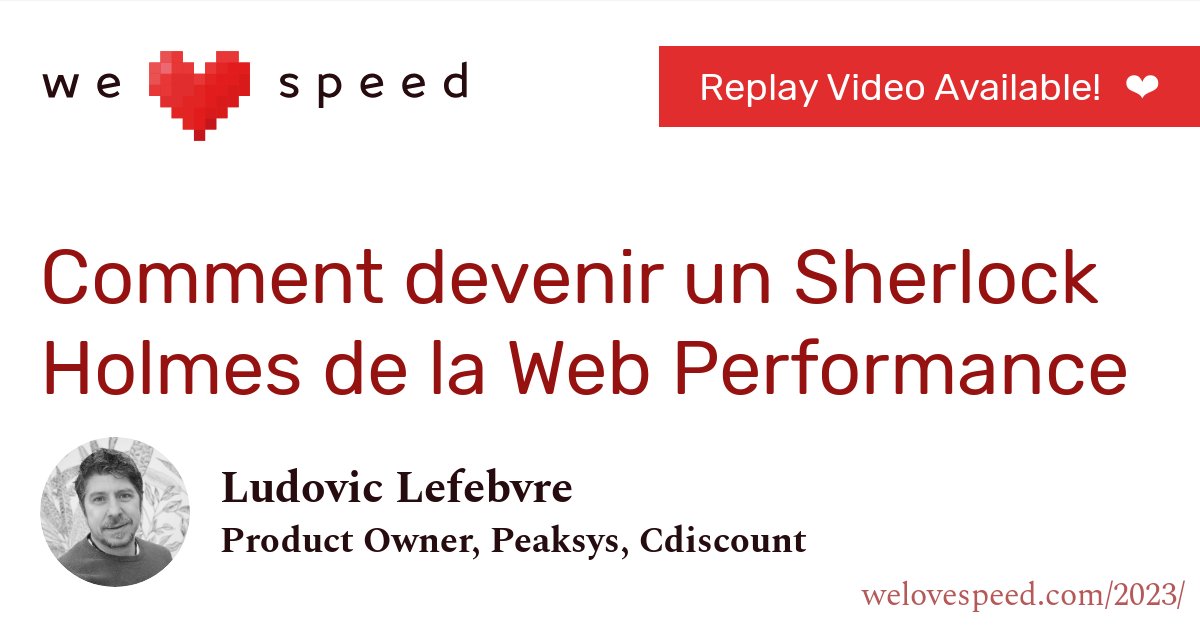 we ❤ speed
Replay Video Available! ❤
Comment devenir un Sherlock
Holmes de la Web Performance
Ludovic Lefebvre
Product Owner, Peaksys, Cdiscount
welovespeed.com/2023/